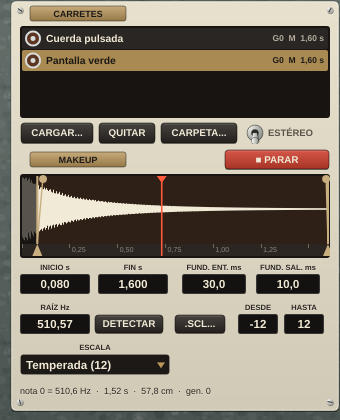 CARRETES
Cuerda pulsada G0 M 1,60 s
Pantalla verde G0 M 1,60 s
CARGAR... QUITAR CARPETA... ESTÉREO
MAKEUP ■ PARAR
0,25 0,50 0,75 1,00 1,25
INICIO s FIN s FUND. ENT. ms FUND. SAL. ms
0,080 1,600 30,0 10,0
RAÍZ Hz DESDE HASTA
510,57 DETECTAR .SCL... -12 12
ESCALA
Temperada (12)
nota 0 = 510,6 Hz · 1,52 s · 57,8 cm · gen. 0